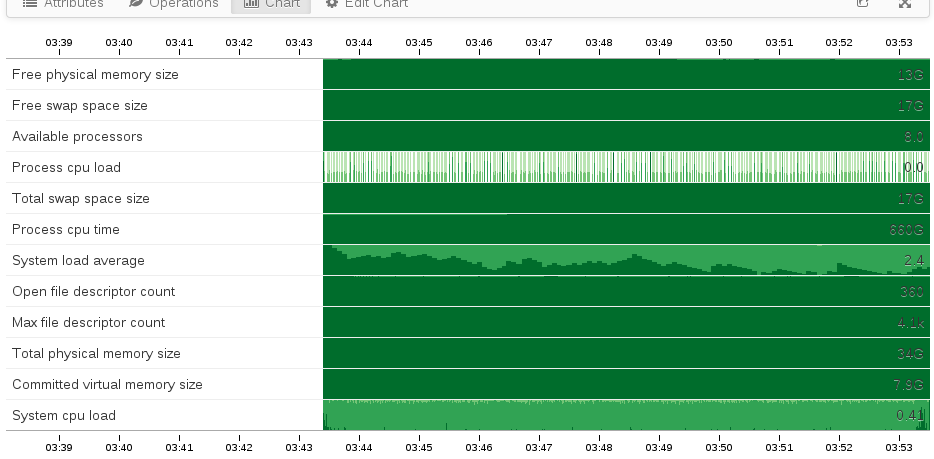 Attributes Operations Chart Edit Chart
03:39 03:40 03:41 03:42 03:43 03:44 03:45 03:46 03:47 03:48 03:49 03:50 03:51 03:52 03:53
Free physical memory size 13G
Free swap space size 17G
Available processors 8.0
Process cpu load 0.0
Total swap space size 17G
Process cpu time 660G
System load average 2.4
Open file descriptor count 360
Max file descriptor count 4.1k
Total physical memory size 34G
Committed virtual memory size 7.9G
System cpu load 0.41
03:39 03:40 03:41 03:42 03:43 03:44 03:45 03:46 03:47 03:48 03:49 03:50 03:51 03:52 03:53